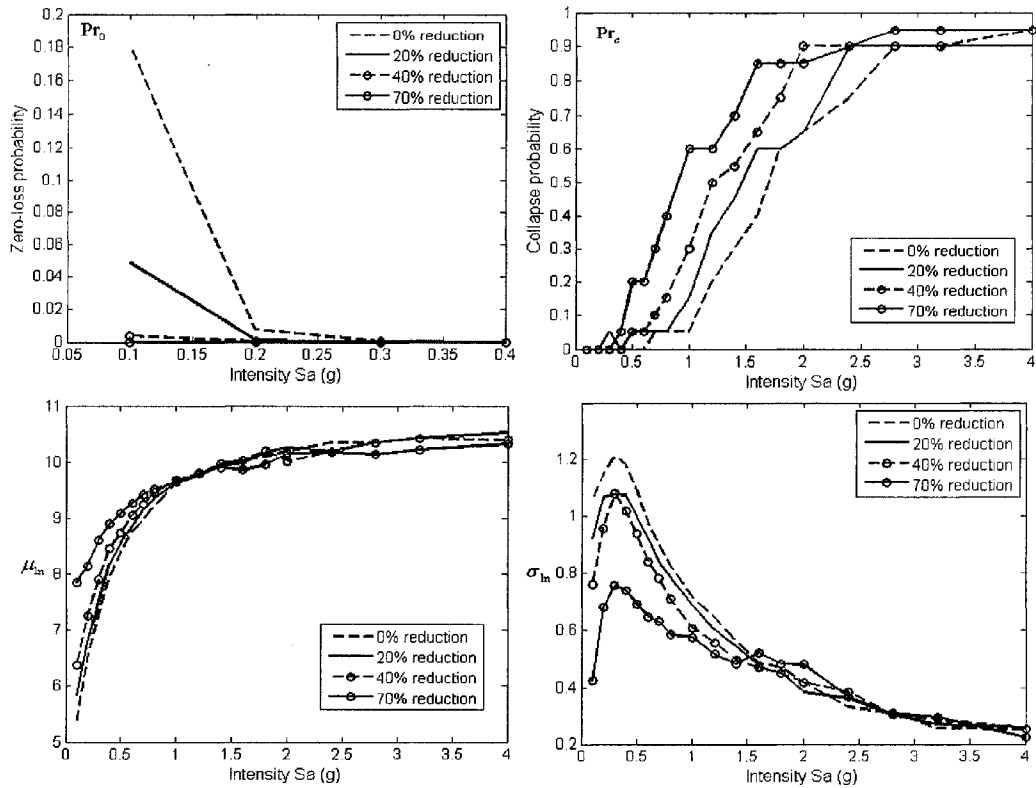 Pr₀
0% reduction
20% reduction
40% reduction
70% reduction
Zero-loss probability
0.2
0.18
0.16
0.14
0.12
0.1
0.08
0.06
0.04
0.02
0
0.05 0.1 0.15 0.2 0.25 0.3 0.35 0.4
Intensity Sa (g)
Pr_c
0% reduction
20% reduction
40% reduction
70% reduction
Collapse probability
1
0.9
0.8
0.7
0.6
0.5
0.4
0.3
0.2
0.1
0
0 0.5 1 1.5 2 2.5 3 3.5 4
Intensity Sa (g)
μ_ln
11
10
9
8
7
6
5
0% reduction
20% reduction
40% reduction
70% reduction
0 0.5 1 1.5 2 2.5 3 3.5 4
Intensity Sa (g)
σ_ln
0% reduction
20% reduction
40% reduction
70% reduction
1.2
1
0.8
0.6
0.4
0.2
0 0.5 1 1.5 2 2.5 3 3.5 4
Intensity Sa (g)